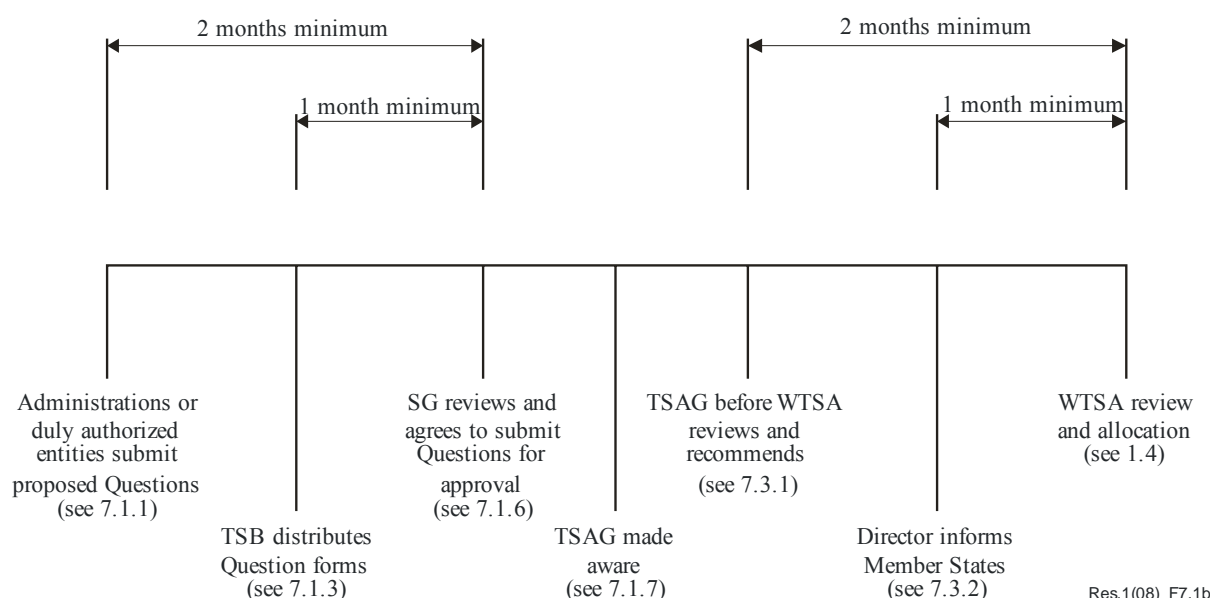 2 months minimum
2 months minimum
1 month minimum
1 month minimum
Administrations or
duly authorized
entities submit
proposed Questions
(see 7.1.1)
TSB distributes
Question forms
(see 7.1.3)
SG reviews and
agrees to submit
Questions for
approval
(see 7.1.6)
TSAG made
aware
(see 7.1.7)
TSAG before WTSA
reviews and
recommends
(see 7.3.1)
Director informs
Member States
(see 7.3.2)
WTSA review
and allocation
(see 1.4)
Res.1(08)_F7.1b